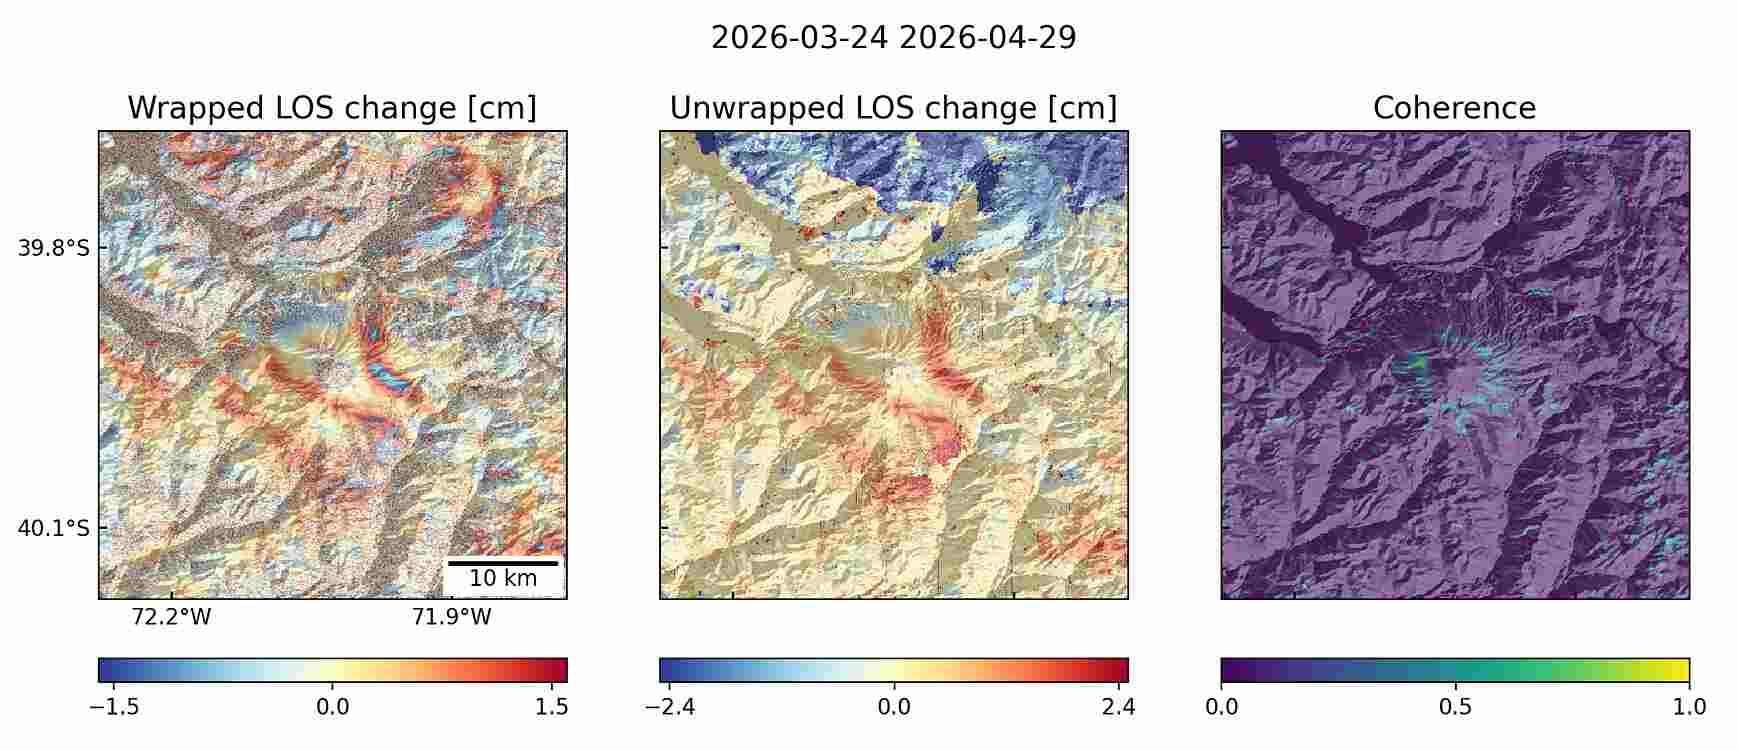 2026-03-24 2026-04-29
Wrapped LOS change [cm]
Unwrapped LOS change [cm]
Coherence
39.8°S
40.1°S
10 km
72.2°W
71.9°W
−1.5
0.0
1.5
−2.4
0.0
2.4
0.0
0.5
1.0